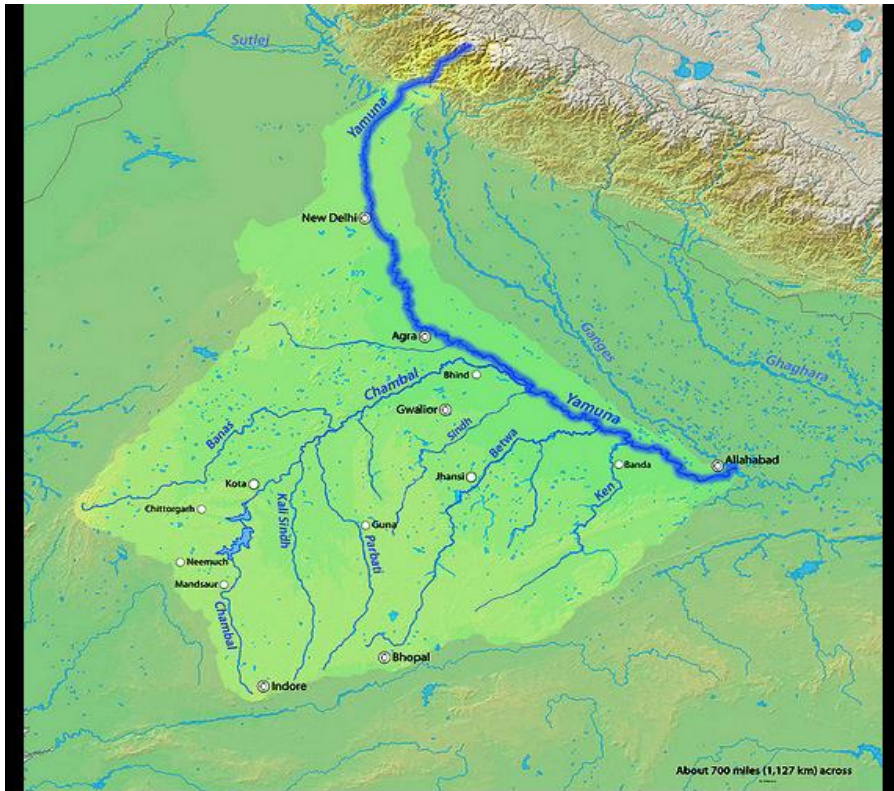 Sutlej
Yamuna
New Delhi
Agra
Ganges
Ghaghara
Bhind
Chambal
Yamuna
Gwalior
Sindh
Banas
Betwa
Allahabad
Banda
Kota
Jhansi
Ken
Chittorgarh
Kali Sindh
Guna
Parbati
Neemuch
Mandsaur
Chambal
Bhopal
Indore
About 700 miles (1,127 km) across